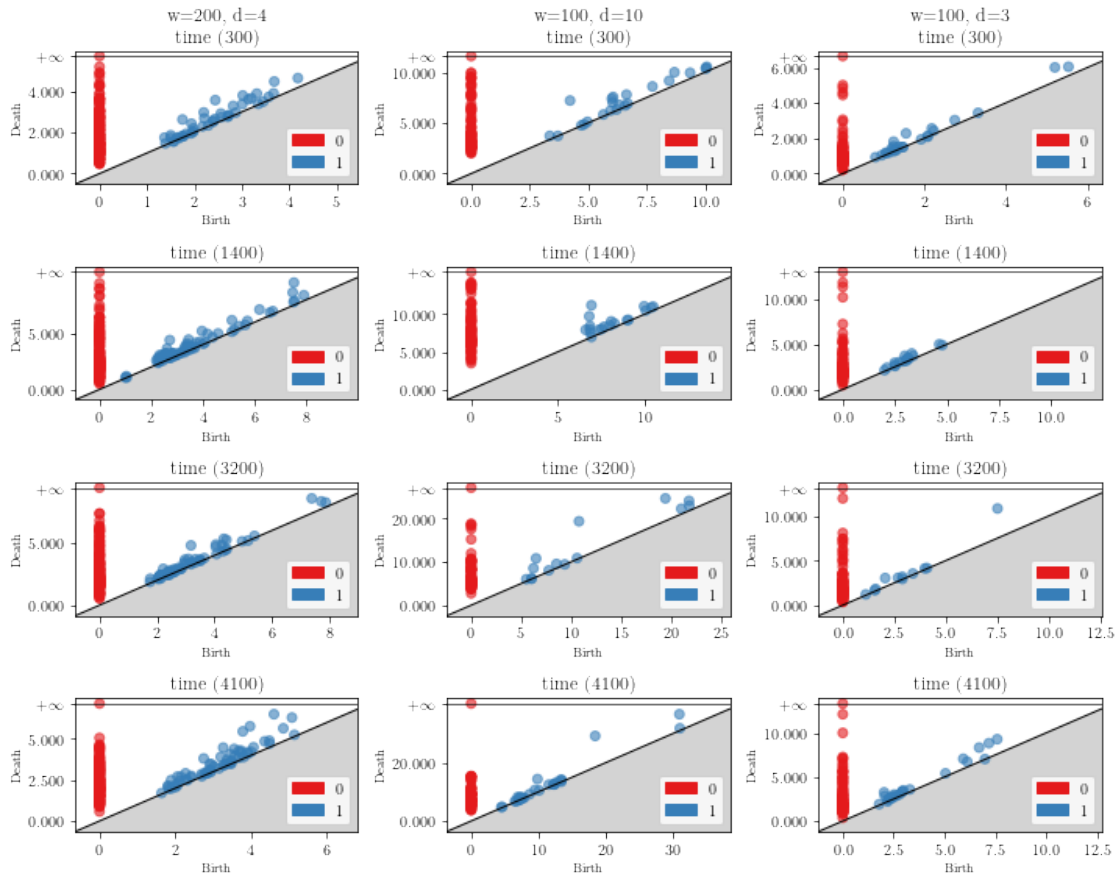 w=200, d=4
time (300)
w=100, d=10
time (300)
w=100, d=3
time (300)
+∞
4.000
2.000
0.000
Death
0 1 2 3 4 5
Birth
0
1
+∞
10.000
5.000
0.000
Death
0.0 2.5 5.0 7.5 10.0
Birth
0
1
+∞
6.000
4.000
2.000
0.000
Death
0 2 4 6
Birth
0
1
time (1400)
+∞
5.000
0.000
Death
0 2 4 6 8
Birth
0
1
time (1400)
+∞
15.000
10.000
5.000
0.000
Death
0 5 10
Birth
0
1
time (1400)
+∞
10.000
5.000
0.000
Death
0.0 2.5 5.0 7.5 10.0
Birth
0
1
time (3200)
+∞
5.000
0.000
Death
0 2 4 6 8
Birth
0
1
time (3200)
+∞
20.000
10.000
0.000
Death
0 5 10 15 20 25
Birth
0
1
time (3200)
+∞
10.000
5.000
0.000
Death
0.0 2.5 5.0 7.5 10.0 12.5
Birth
0
1
time (4100)
+∞
5.000
2.500
0.000
Death
0 2 4 6
Birth
0
1
time (4100)
+∞
20.000
0.000
Death
0 10 20 30
Birth
0
1
time (4100)
+∞
10.000
5.000
0.000
Death
0.0 2.5 5.0 7.5 10.0 12.5
Birth
0
1